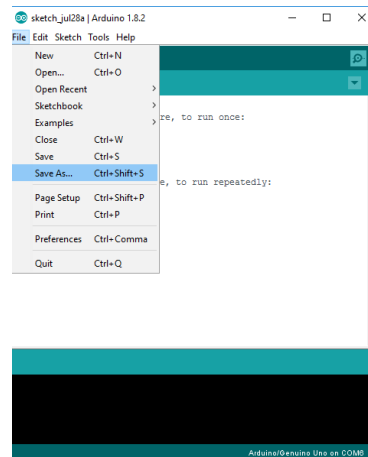 sketch_jul28a | Arduino 1.8.2
File Edit Sketch Tools Help
New Ctrl+N
Open... Ctrl+O
Open Recent >
Sketchbook >
Examples >
Close Ctrl+W
Save Ctrl+S
Save As... Ctrl+Shift+S
Page Setup Ctrl+Shift+P
Print Ctrl+P
Preferences Ctrl+Comma
Quit Ctrl+Q
re, to run once:
e, to run repeatedly:
Arduino/Genuino Uno on COM6